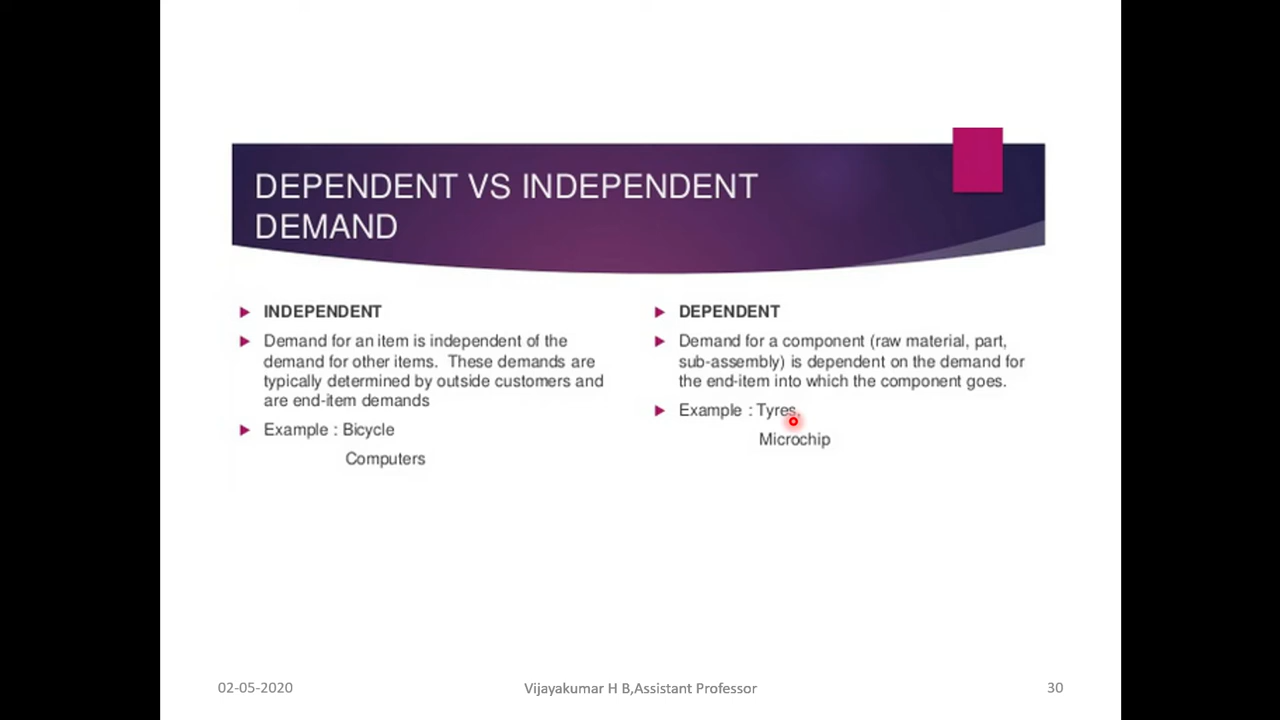 DEPENDENT VS INDEPENDENT
DEMAND
INDEPENDENT
Demand for an item is independent of the
demand for other items. These demands are
typically determined by outside customers and
are end-item demands
Example : Bicycle
Computers
DEPENDENT
Demand for a component (raw material, part,
sub-assembly) is dependent on the demand for
the end-item into which the component goes.
Example : Tyres,
Microchip
02-05-2020
Vijayakumar H B,Assistant Professor
30